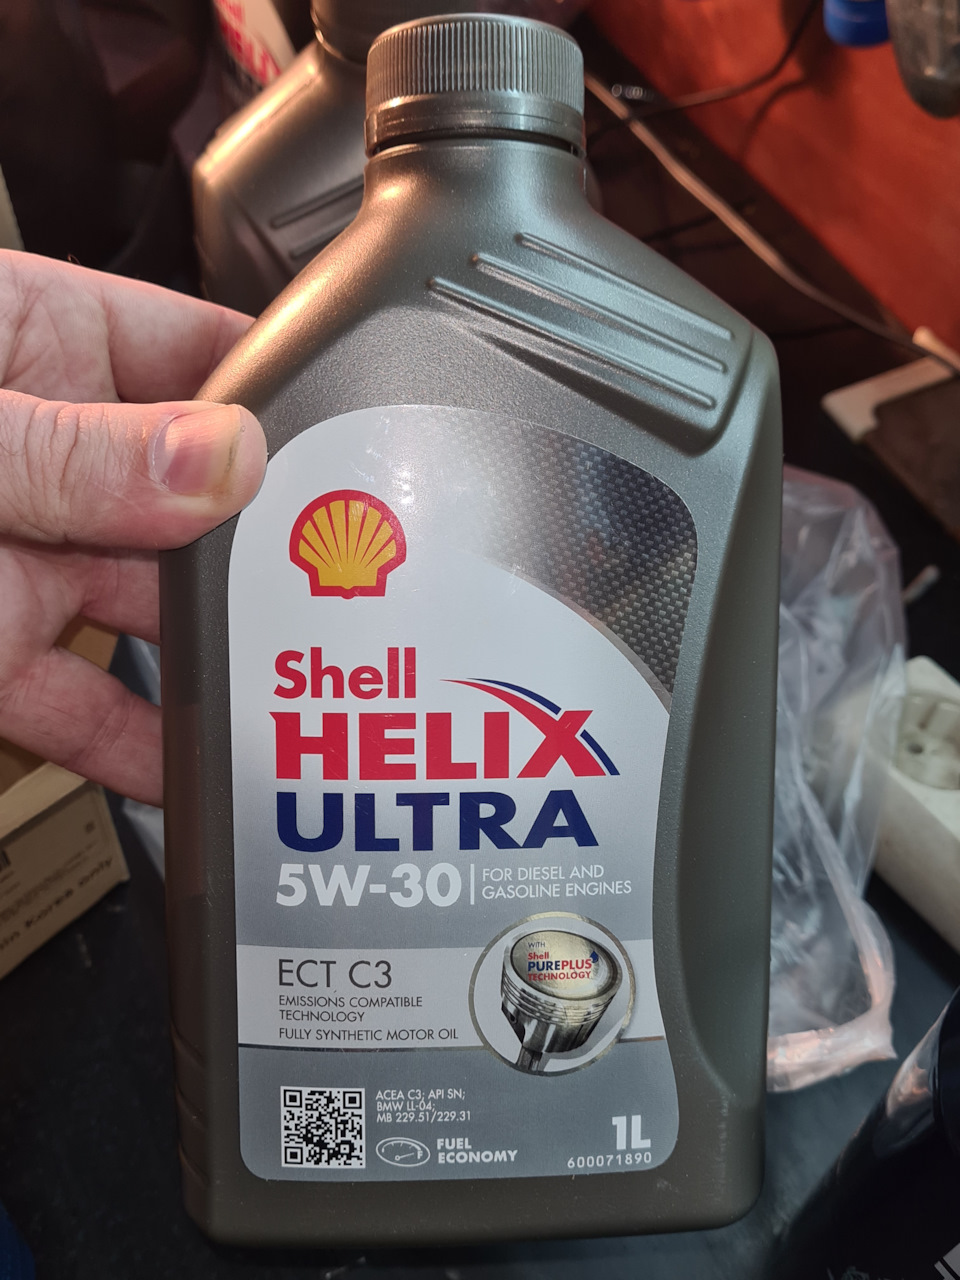 Shell
HELIX
ULTRA
5W-30
FOR DIESEL AND
GASOLINE ENGINES
WITH
Shell
PUREPLUS
TECHNOLOGY
ECT C3
EMISSIONS COMPATIBLE
TECHNOLOGY
FULLY SYNTHETIC MOTOR OIL
ACEA C3; API SN;
BMW LL-04;
MB 229.51/229.31
FUEL
ECONOMY
1L
600071890